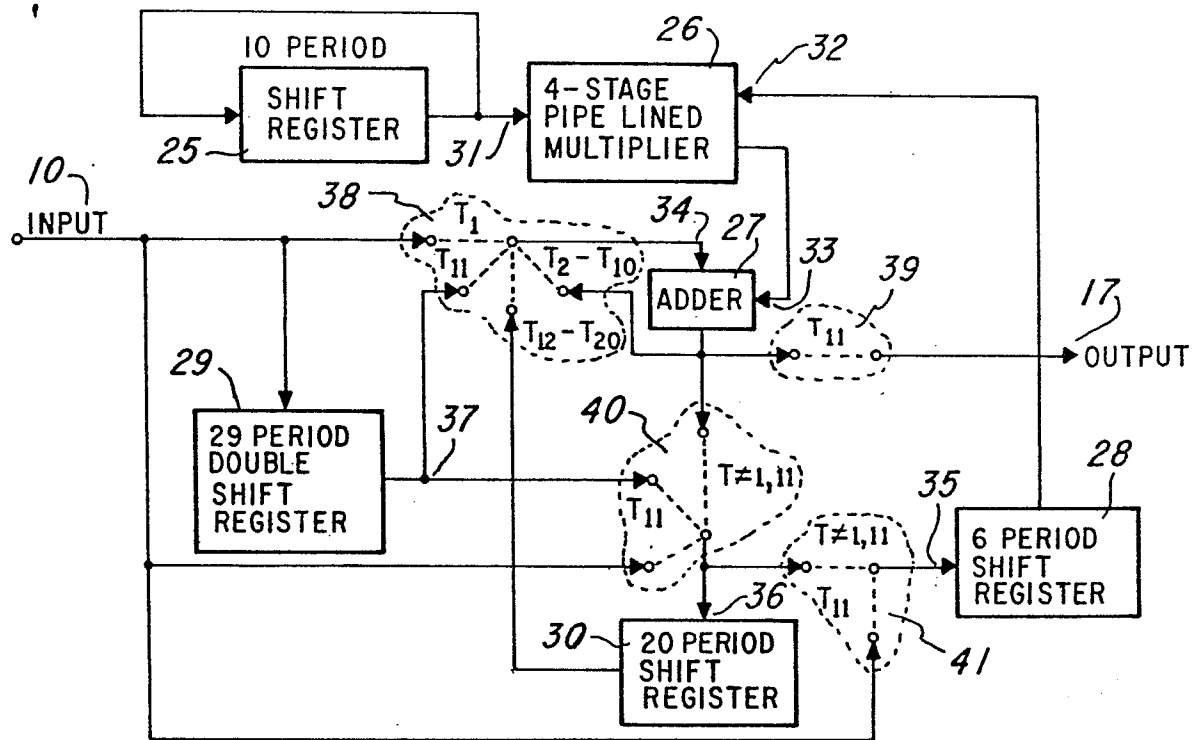 10 PERIOD
SHIFT
REGISTER
25
26
4-STAGE
PIPE LINED
MULTIPLIER
31
32
10
INPUT
38
T1
T11
T2-T10
T12-T20
34
27
ADDER
33
39
T11
17
OUTPUT
29
29 PERIOD
DOUBLE
SHIFT
REGISTER
37
40
T≠1,11
T11
T≠1,11
T11
35
28
6 PERIOD
SHIFT
REGISTER
36
30
20 PERIOD
SHIFT
REGISTER
41